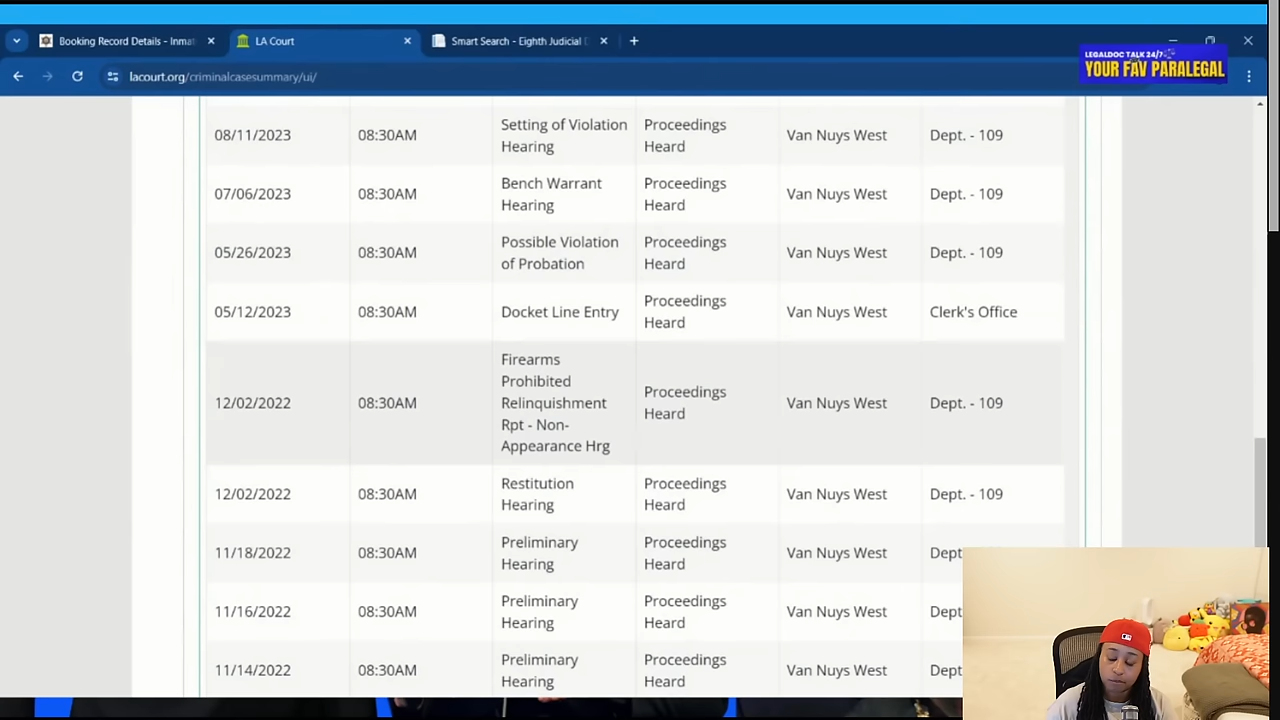 Booking Record Details - Inmat
LA Court
Smart Search - Eighth Judicial
LEGALDOC TALK 24/7
YOUR FAV PARALEGAL
lacourt.org/criminalcasesummary/ui/
08/11/2023 08:30AM Setting of Violation Hearing Proceedings Heard Van Nuys West Dept. - 109
07/06/2023 08:30AM Bench Warrant Hearing Proceedings Heard Van Nuys West Dept. - 109
05/26/2023 08:30AM Possible Violation of Probation Proceedings Heard Van Nuys West Dept. - 109
05/12/2023 08:30AM Docket Line Entry Proceedings Heard Van Nuys West Clerk's Office
12/02/2022 08:30AM Firearms Prohibited Relinquishment Rpt - Non-Appearance Hrg Proceedings Heard Van Nuys West Dept. - 109
12/02/2022 08:30AM Restitution Hearing Proceedings Heard Van Nuys West Dept. - 109
11/18/2022 08:30AM Preliminary Hearing Proceedings Heard Van Nuys West Dept
11/16/2022 08:30AM Preliminary Hearing Proceedings Heard Van Nuys West Dept
11/14/2022 08:30AM Preliminary Hearing Proceedings Heard Van Nuys West Dept